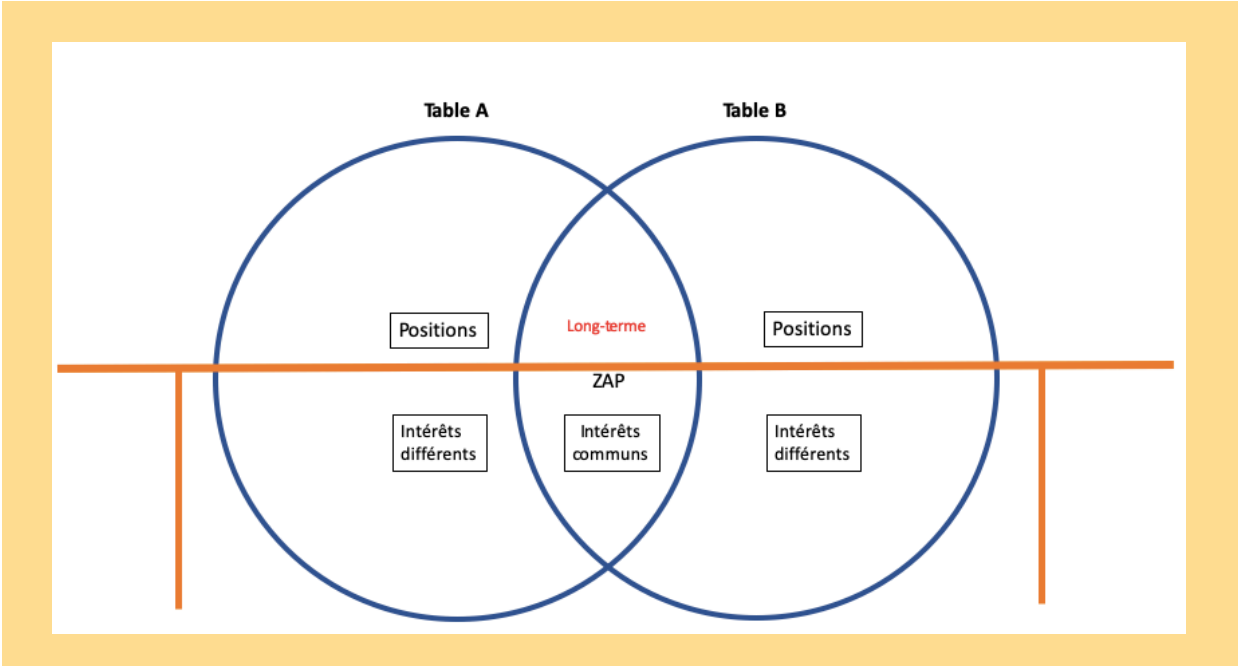 Table A
Table B
Positions
Long-terme
Positions
ZAP
Intérêts
différents
Intérêts
communs
Intérêts
différents